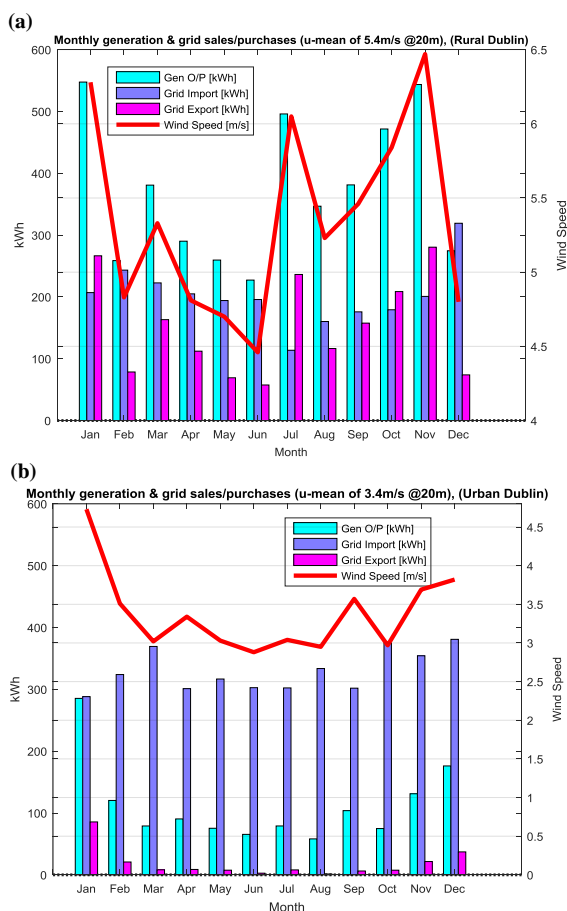 (a)
Monthly generation & grid sales/purchases (u-mean of 5.4m/s @20m), (Rural Dublin)
600
500
400
300
200
100
0
kWh
6.5
6
5.5
5
4.5
4
Wind Speed
Gen O/P [kWh]
Grid Import [kWh]
Grid Export [kWh]
Wind Speed [m/s]
Jan Feb Mar Apr May Jun Jul Aug Sep Oct Nov Dec
Month
(b)
Monthly generation & grid sales/purchases (u-mean of 3.4m/s @20m), (Urban Dublin)
600
500
400
300
200
100
0
kWh
4.5
4
3.5
3
2.5
2
1.5
1
0.5
0
Wind Speed
Gen O/P [kWh]
Grid Import [kWh]
Grid Export [kWh]
Wind Speed [m/s]
Jan Feb Mar Apr May Jun Jul Aug Sep Oct Nov Dec
Month